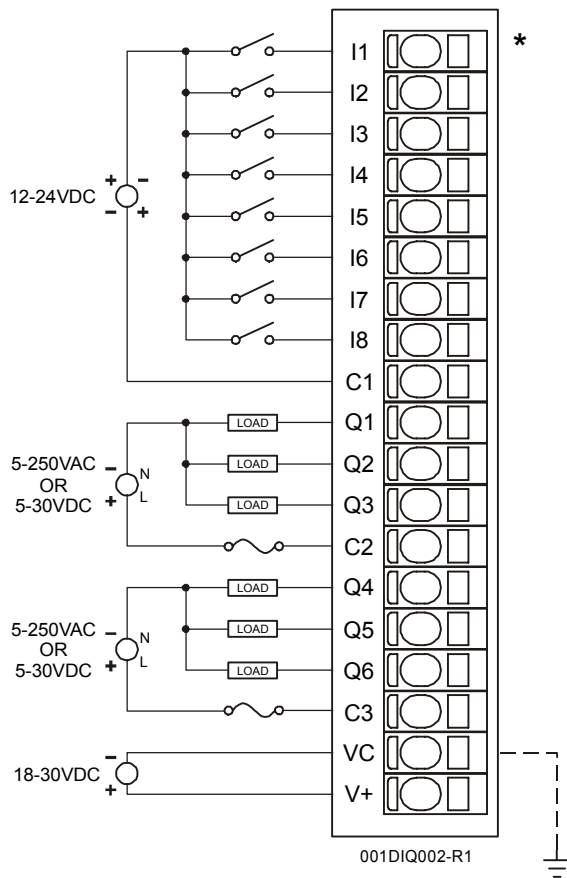 I1
*
I2
I3
I4
+ -
12-24VDC
- +
I5
I6
I7
I8
C1
LOAD Q1
5-250VAC - N
OR
5-30VDC + L
LOAD Q2
LOAD Q3
C2
LOAD Q4
5-250VAC - N
OR
5-30VDC + L
LOAD Q5
LOAD Q6
C3
VC
-
18-30VDC
+
V+
001DIQ002-R1